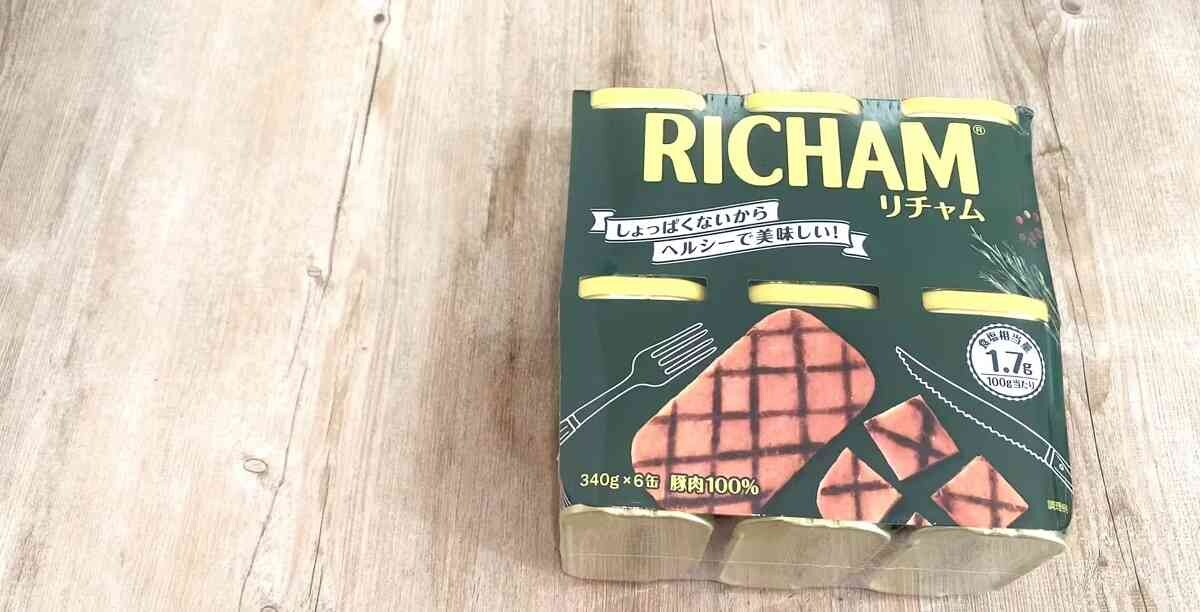 RICHAM®
リチャム
しょっぱくないから
ヘルシーで美味しい!
食塩相当量
1.7g
100g当たり
340g×6缶 豚肉100%